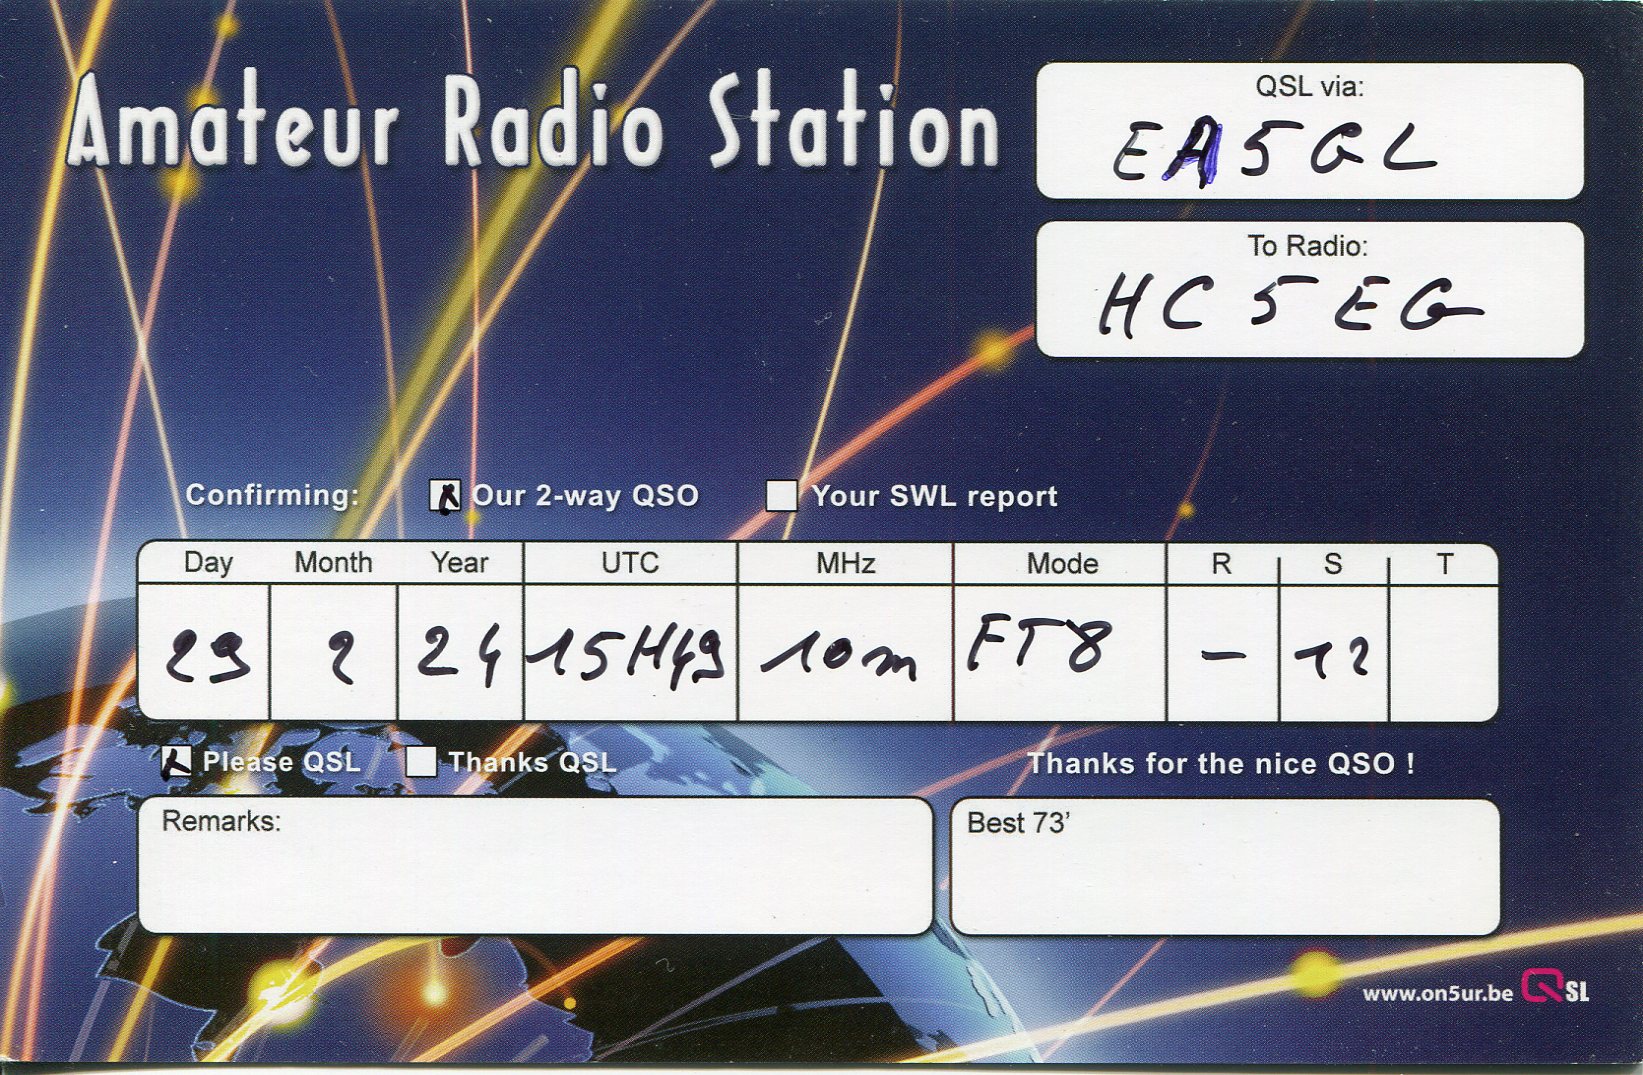 Amateur Radio Station
QSL via:
EA5GL
To Radio:
HC5EG
Confirming: Our 2-way QSO Your SWL report
Day Month Year UTC MHz Mode R S T
29 2 24 15H49 10m FT8 - 12
Please QSL Thanks QSL Thanks for the nice QSO !
Remarks: Best 73'
www.on5ur.be QSL